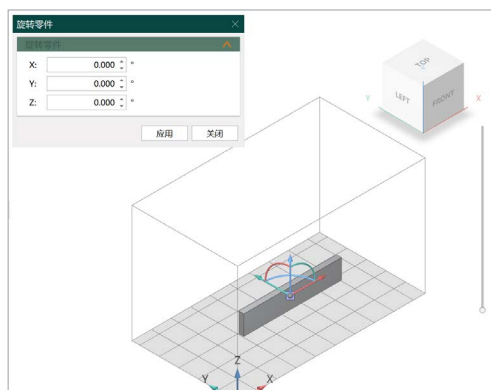 旋转零件
旋转零件
X: 0.000 °
Y: 0.000 °
Z: 0.000 °
应用 关闭
TOP
LEFT FRONT
Y X
Z
Y X